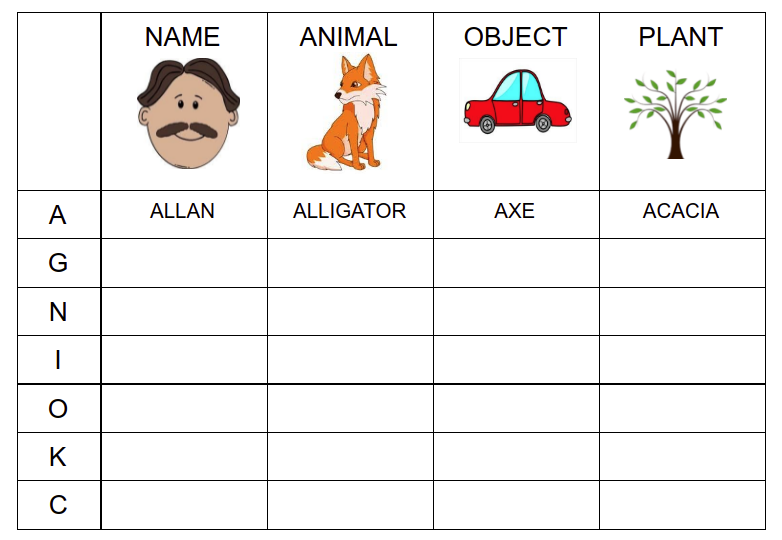 NAME ANIMAL OBJECT PLANT
A ALLAN ALLIGATOR AXE ACACIA
G
N
I
O
K
C